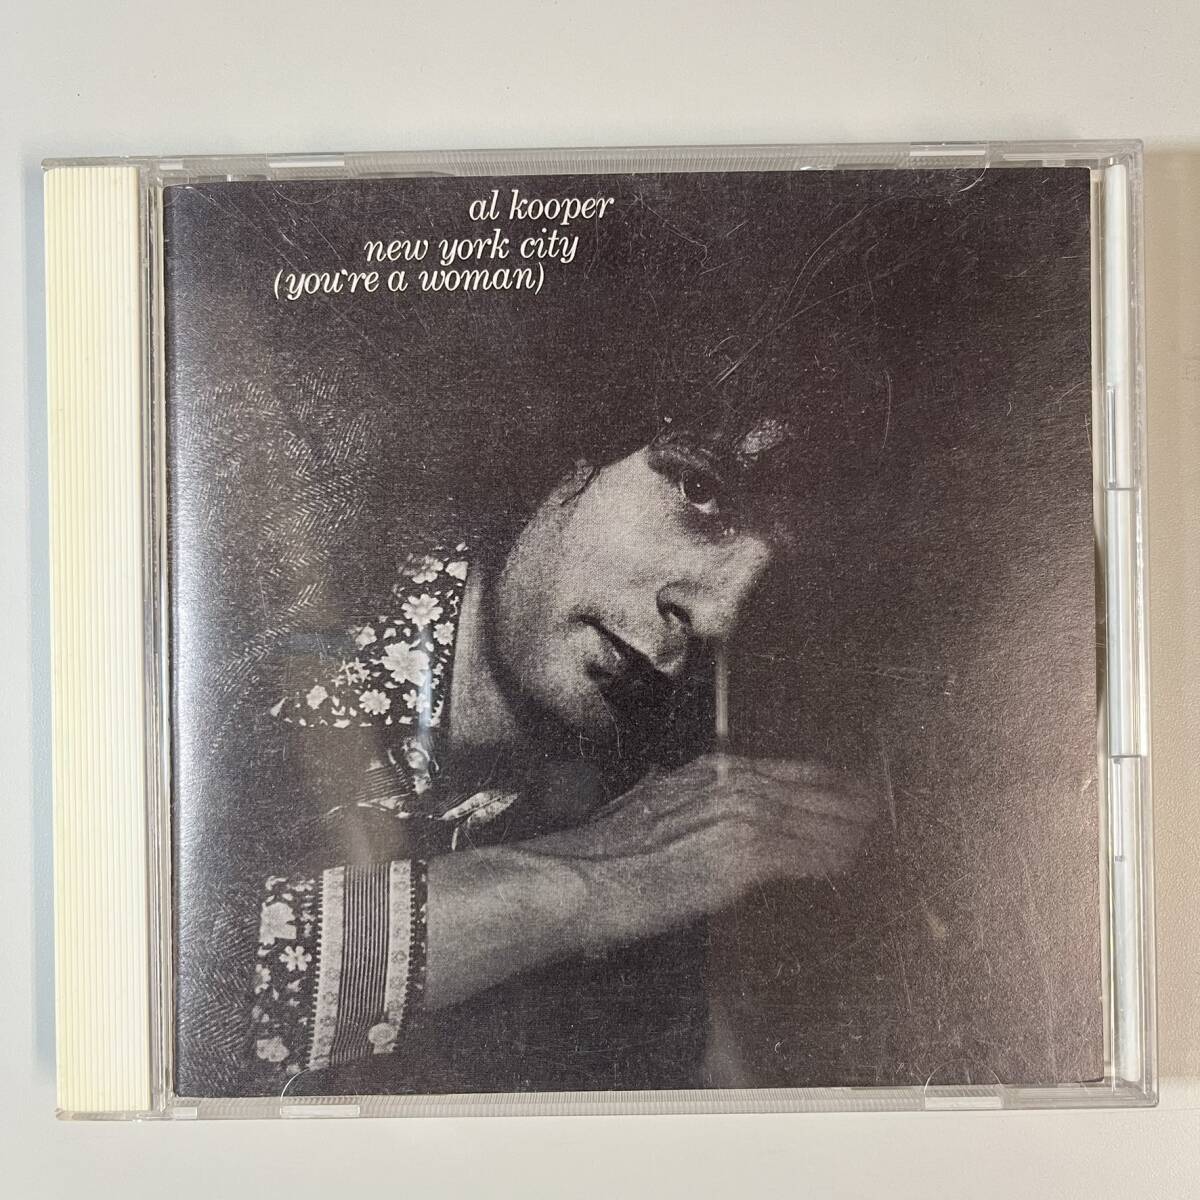 al kooper
new york city
(you're a woman)